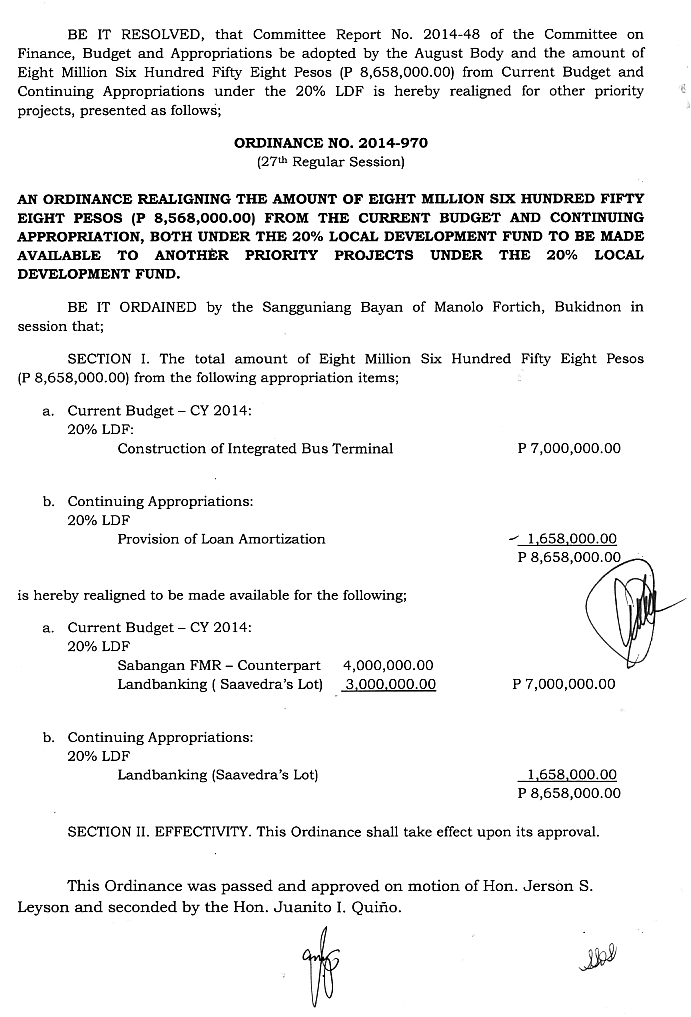 BE IT RESOLVED, that Committee Report No. 2014-48 of the Committee on
Finance, Budget and Appropriations be adopted by the August Body and the amount of
Eight Million Six Hundred Fifty Eight Pesos (P 8,658,000.00) from Current Budget and
Continuing Appropriations under the 20% LDF is hereby realigned for other priority
projects, presented as follows;
ORDINANCE NO. 2014-970
(27th Regular Session)
AN ORDINANCE REALIGNING THE AMOUNT OF EIGHT MILLION SIX HUNDRED FIFTY
EIGHT PESOS (P 8,568,000.00) FROM THE CURRENT BUDGET AND CONTINUING
APPROPRIATION, BOTH UNDER THE 20% LOCAL DEVELOPMENT FUND TO BE MADE
AVAILABLE TO ANOTHER PRIORITY PROJECTS UNDER THE 20% LOCAL
DEVELOPMENT FUND.
BE IT ORDAINED by the Sangguniang Bayan of Manolo Fortich, Bukidnon in
session that;
SECTION I. The total amount of Eight Million Six Hundred Fifty Eight Pesos
(P 8,658,000.00) from the following appropriation items;
a. Current Budget – CY 2014:
20% LDF:
Construction of Integrated Bus Terminal P 7,000,000.00
b. Continuing Appropriations:
20% LDF
Provision of Loan Amortization 1,658,000.00
P 8,658,000.00
is hereby realigned to be made available for the following;
a. Current Budget – CY 2014:
20% LDF
Sabangan FMR – Counterpart 4,000,000.00
Landbanking ( Saavedra's Lot) 3,000,000.00 P 7,000,000.00
b. Continuing Appropriations:
20% LDF
Landbanking (Saavedra's Lot) 1,658,000.00
P 8,658,000.00
SECTION II. EFFECTIVITY. This Ordinance shall take effect upon its approval.
This Ordinance was passed and approved on motion of Hon. Jerson S.
Leyson and seconded by the Hon. Juanito I. Quiño.